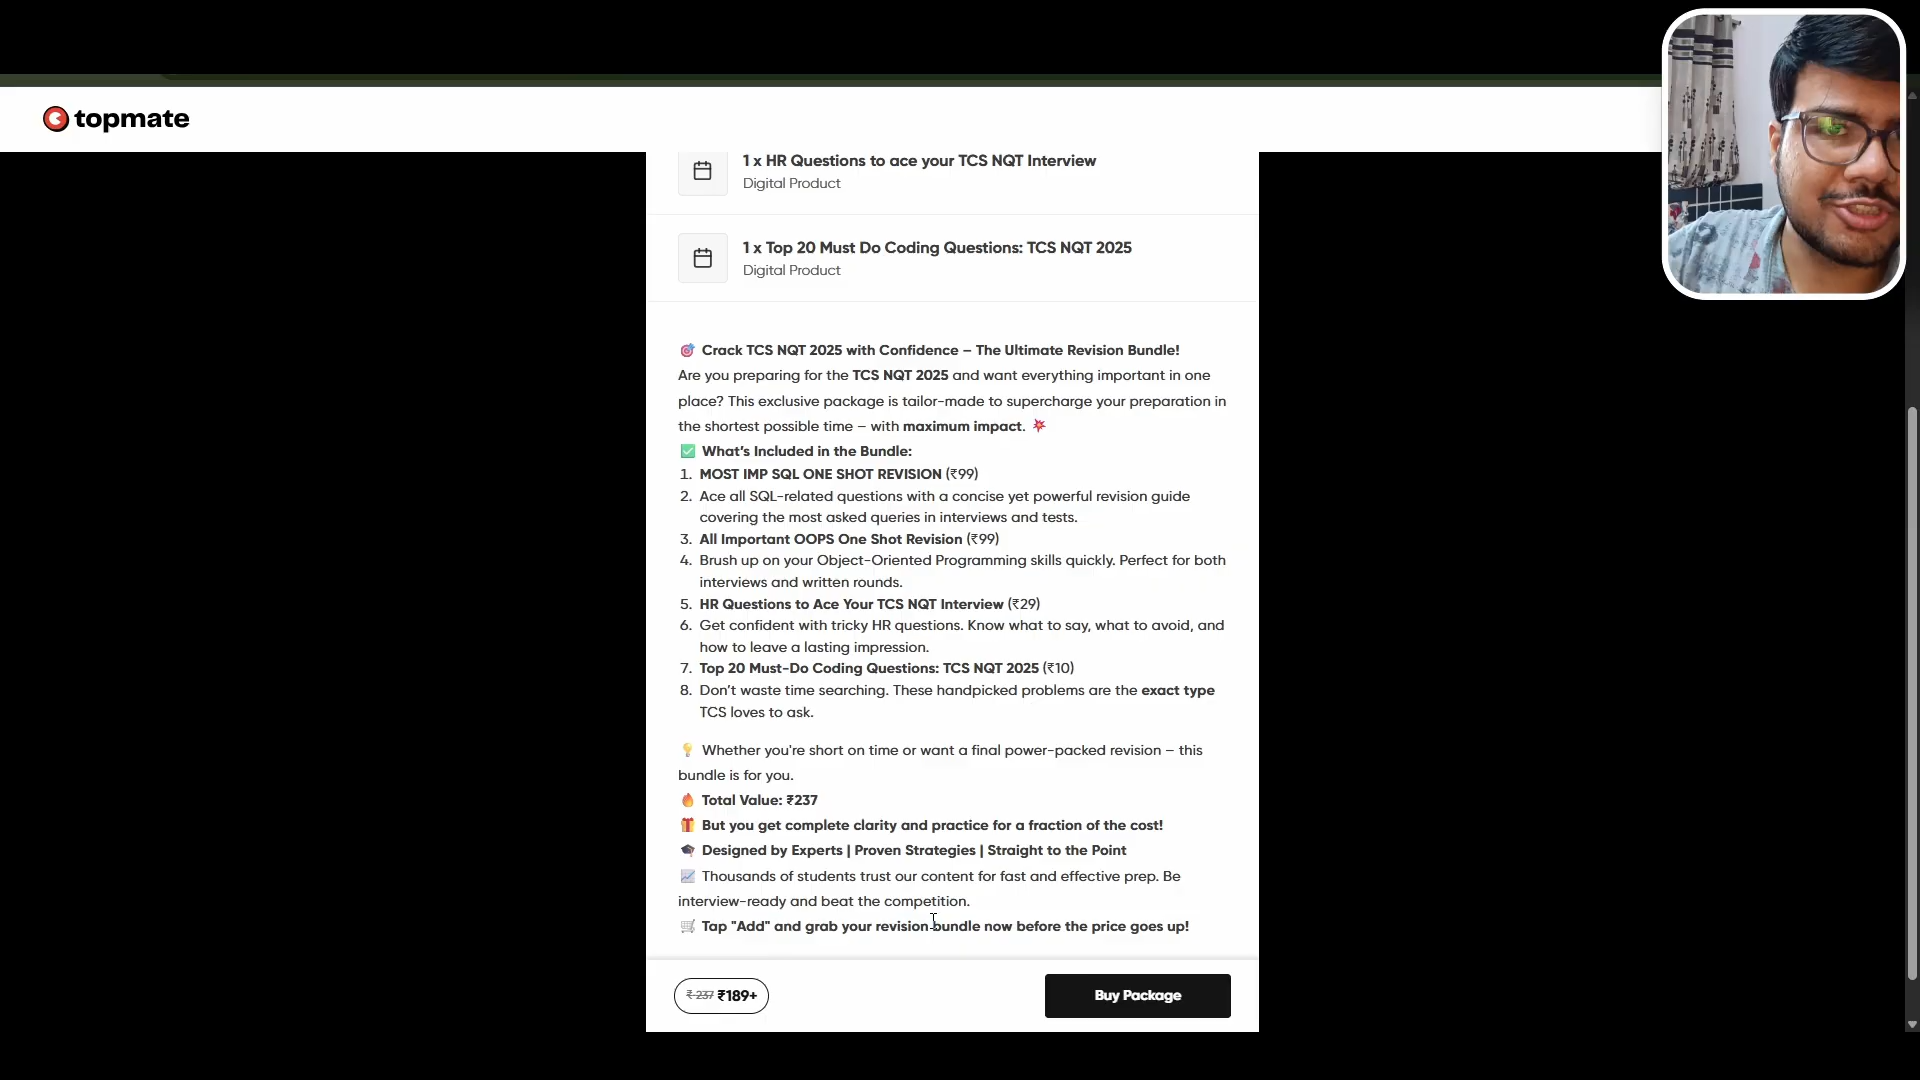 topmate
1 x HR Questions to ace your TCS NQT Interview
Digital Product
1 x Top 20 Must Do Coding Questions: TCS NQT 2025
Digital Product
🎯 Crack TCS NQT 2025 with Confidence – The Ultimate Revision Bundle!
Are you preparing for the TCS NQT 2025 and want everything important in one
place? This exclusive package is tailor-made to supercharge your preparation in
the shortest possible time – with maximum impact. 💥
✅ What's Included in the Bundle:
1. MOST IMP SQL ONE SHOT REVISION (₹99)
2. Ace all SQL-related questions with a concise yet powerful revision guide
covering the most asked queries in interviews and tests.
3. All Important OOPS One Shot Revision (₹99)
4. Brush up on your Object-Oriented Programming skills quickly. Perfect for both
interviews and written rounds.
5. HR Questions to Ace Your TCS NQT Interview (₹29)
6. Get confident with tricky HR questions. Know what to say, what to avoid, and
how to leave a lasting impression.
7. Top 20 Must-Do Coding Questions: TCS NQT 2025 (₹10)
8. Don't waste time searching. These handpicked problems are the exact type
TCS loves to ask.
💡 Whether you're short on time or want a final power-packed revision – this
bundle is for you.
🔥 Total Value: ₹237
🎁 But you get complete clarity and practice for a fraction of the cost!
🎓 Designed by Experts | Proven Strategies | Straight to the Point
📈 Thousands of students trust our content for fast and effective prep. Be
interview-ready and beat the competition.
🛒 Tap "Add" and grab your revision bundle now before the price goes up!
₹ 237 ₹189+
Buy Package